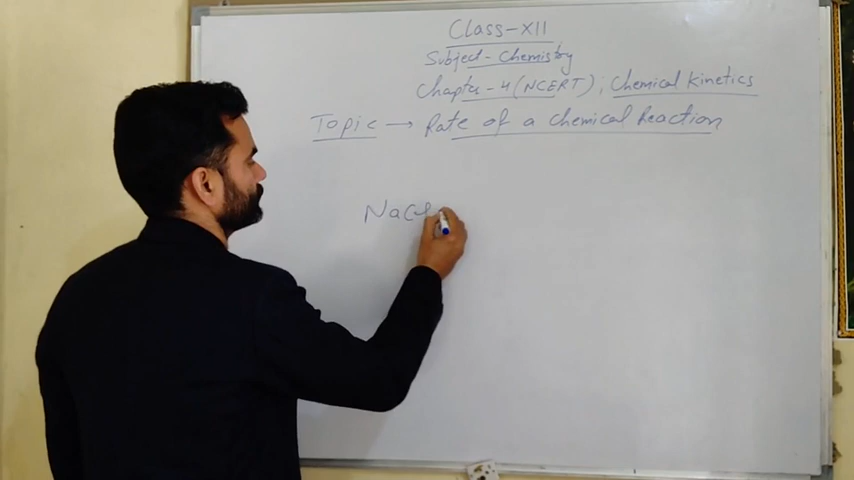 Class-XII
Subject-Chemistry
Chapter-4 (NCERT); Chemical Kinetics
Topic → Rate of a Chemical Reaction
NaCl